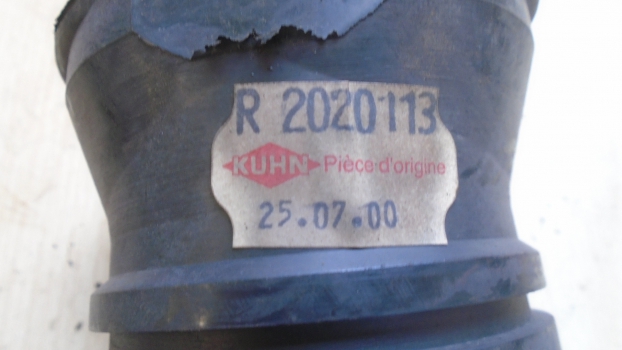 R 2020113
KUHN Pièce d'origine
25.07.00